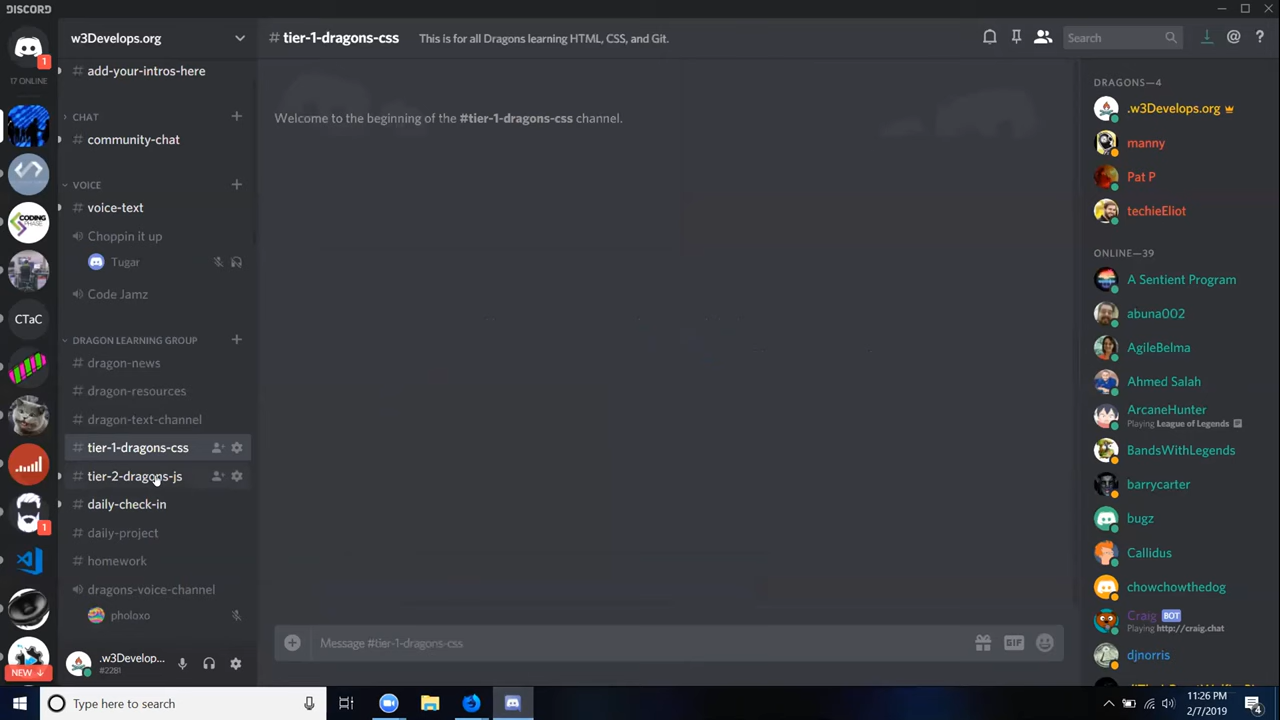 DISCORD
1
17 ONLINE
CODING
PHASE
CTaC
1
NEW ↓
w3Develops.org
# add-your-intros-here
CHAT
# community-chat
VOICE
# voice-text
Choppin it up
Tugar
Code Jamz
DRAGON LEARNING GROUP
# dragon-news
# dragon-resources
# dragon-text-channel
# tier-1-dragons-css
# tier-2-dragons-js
# daily-check-in
# daily-project
# homework
dragons-voice-channel
pholoxo
.w3Develop...
#2281
# tier-1-dragons-css This is for all Dragons learning HTML, CSS, and Git.
Search
Welcome to the beginning of the #tier-1-dragons-css channel.
Message #tier-1-dragons-css
GIF
DRAGONS—4
.w3Develops.org
manny
Pat P
techieEliot
ONLINE—39
A Sentient Program
abuna002
AgileBelma
Ahmed Salah
ArcaneHunter
Playing League of Legends
BandsWithLegends
barrycarter
bugz
Callidus
chowchowthedog
Craig BOT
Playing http://craig.chat
djnorris
Type here to search
11:26 PM
2/7/2019
4